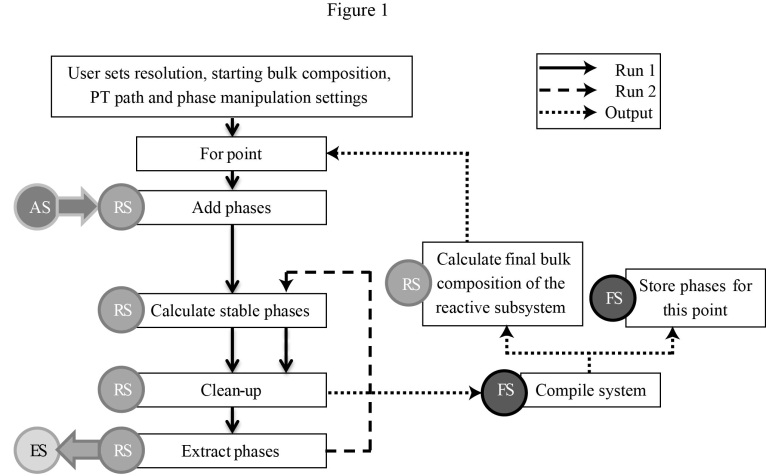 Figure 1
User sets resolution, starting bulk composition,
PT path and phase manipulation settings
Run 1
Run 2
Output
For point
AS
RS
Add phases
RS
Calculate final bulk
composition of the
reactive subsystem
FS
Store phases for
this point
RS
Calculate stable phases
RS
Clean-up
FS
Compile system
ES
RS
Extract phases